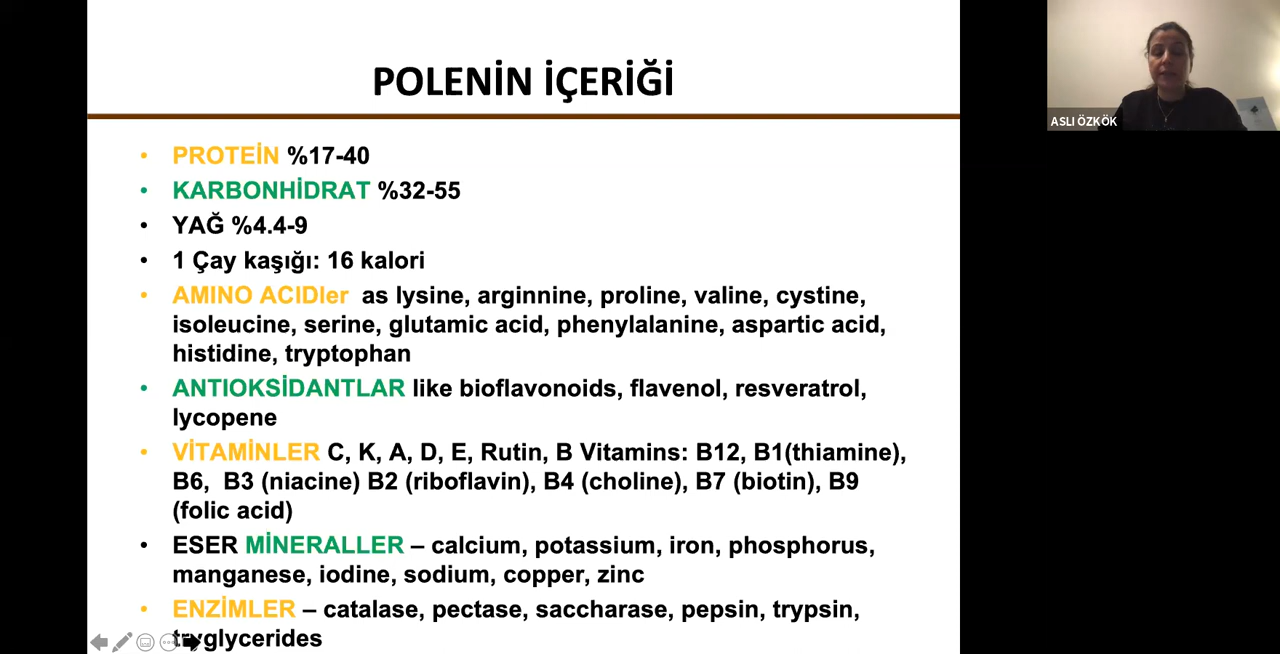 POLENİN İÇERİĞİ
ASLI ÖZKÖK
• PROTEİN %17-40
• KARBONHİDRAT %32-55
• YAĞ %4.4-9
• 1 Çay kaşığı: 16 kalori
• AMINO ACIDler as lysine, arginnine, proline, valine, cystine,
isoleucine, serine, glutamic acid, phenylalanine, aspartic acid,
histidine, tryptophan
• ANTIOKSİDANTLAR like bioflavonoids, flavenol, resveratrol,
lycopene
• VİTAMİNLER C, K, A, D, E, Rutin, B Vitamins: B12, B1(thiamine),
B6, B3 (niacine) B2 (riboflavin), B4 (choline), B7 (biotin), B9
(folic acid)
• ESER MİNERALLER – calcium, potassium, iron, phosphorus,
manganese, iodine, sodium, copper, zinc
• ENZİMLER – catalase, pectase, saccharase, pepsin, trypsin,
tryglycerides